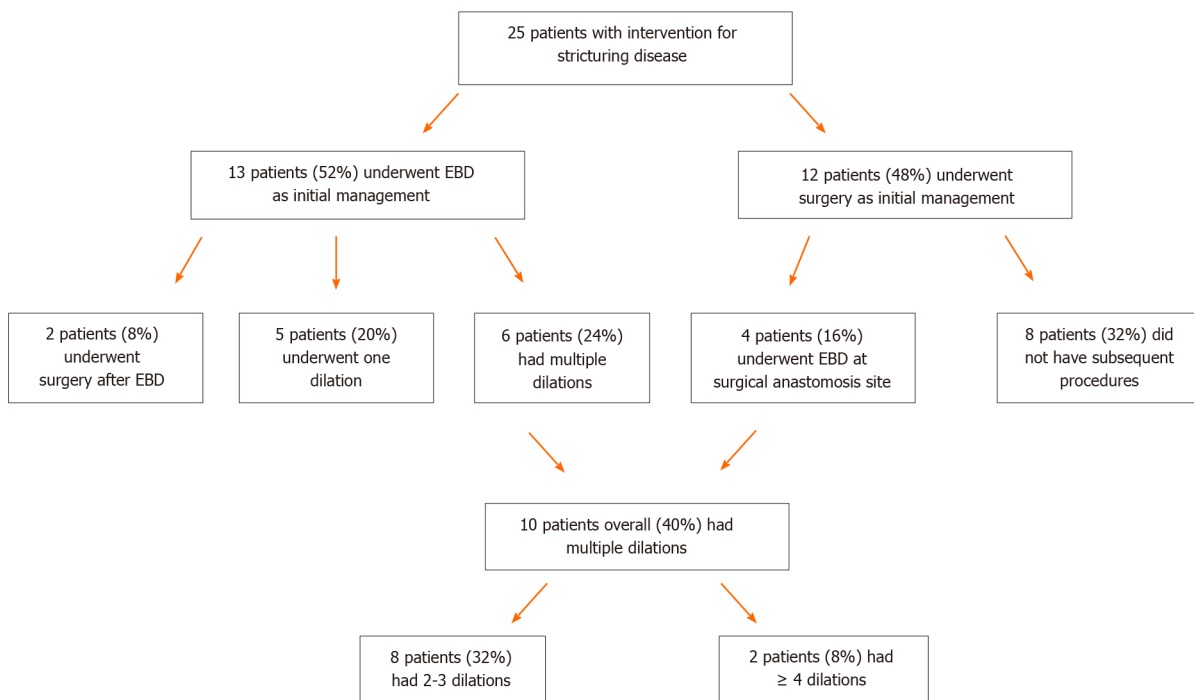 25 patients with intervention for
stricturing disease
13 patients (52%) underwent EBD
as initial management
12 patients (48%) underwent
surgery as initial management
2 patients (8%)
underwent
surgery after EBD
5 patients (20%)
underwent one
dilation
6 patients (24%)
had multiple
dilations
4 patients (16%)
underwent EBD at
surgical anastomosis site
8 patients (32%) did
not have subsequent
procedures
10 patients overall (40%) had
multiple dilations
8 patients (32%)
had 2-3 dilations
2 patients (8%) had
≥ 4 dilations